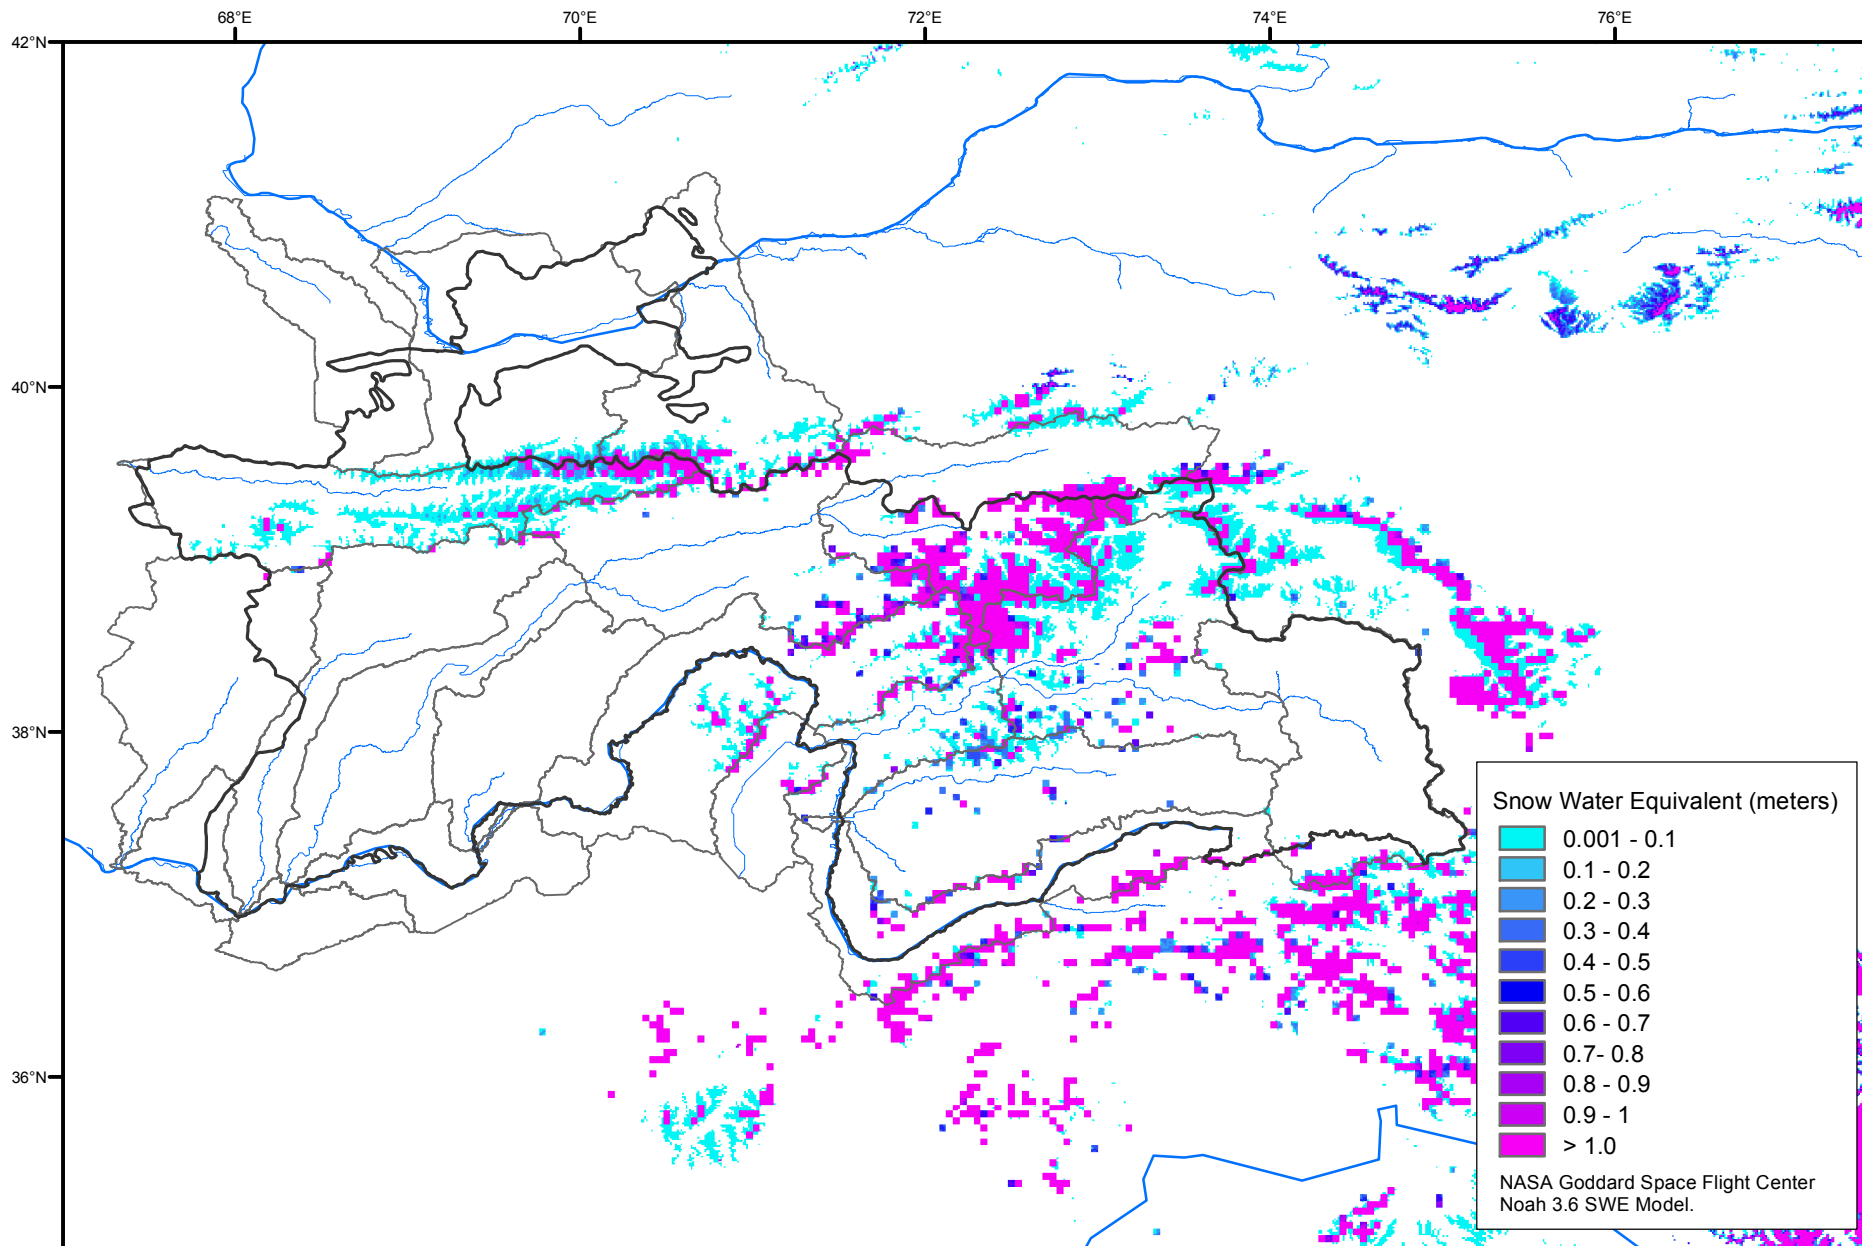 68°E
70°E
72°E
74°E
76°E
42°N
40°N
38°N
36°N
Snow Water Equivalent (meters)
0.001 - 0.1
0.1 - 0.2
0.2 - 0.3
0.3 - 0.4
0.4 - 0.5
0.5 - 0.6
0.6 - 0.7
0.7- 0.8
0.8 - 0.9
0.9 - 1
> 1.0
NASA Goddard Space Flight Center
Noah 3.6 SWE Model.